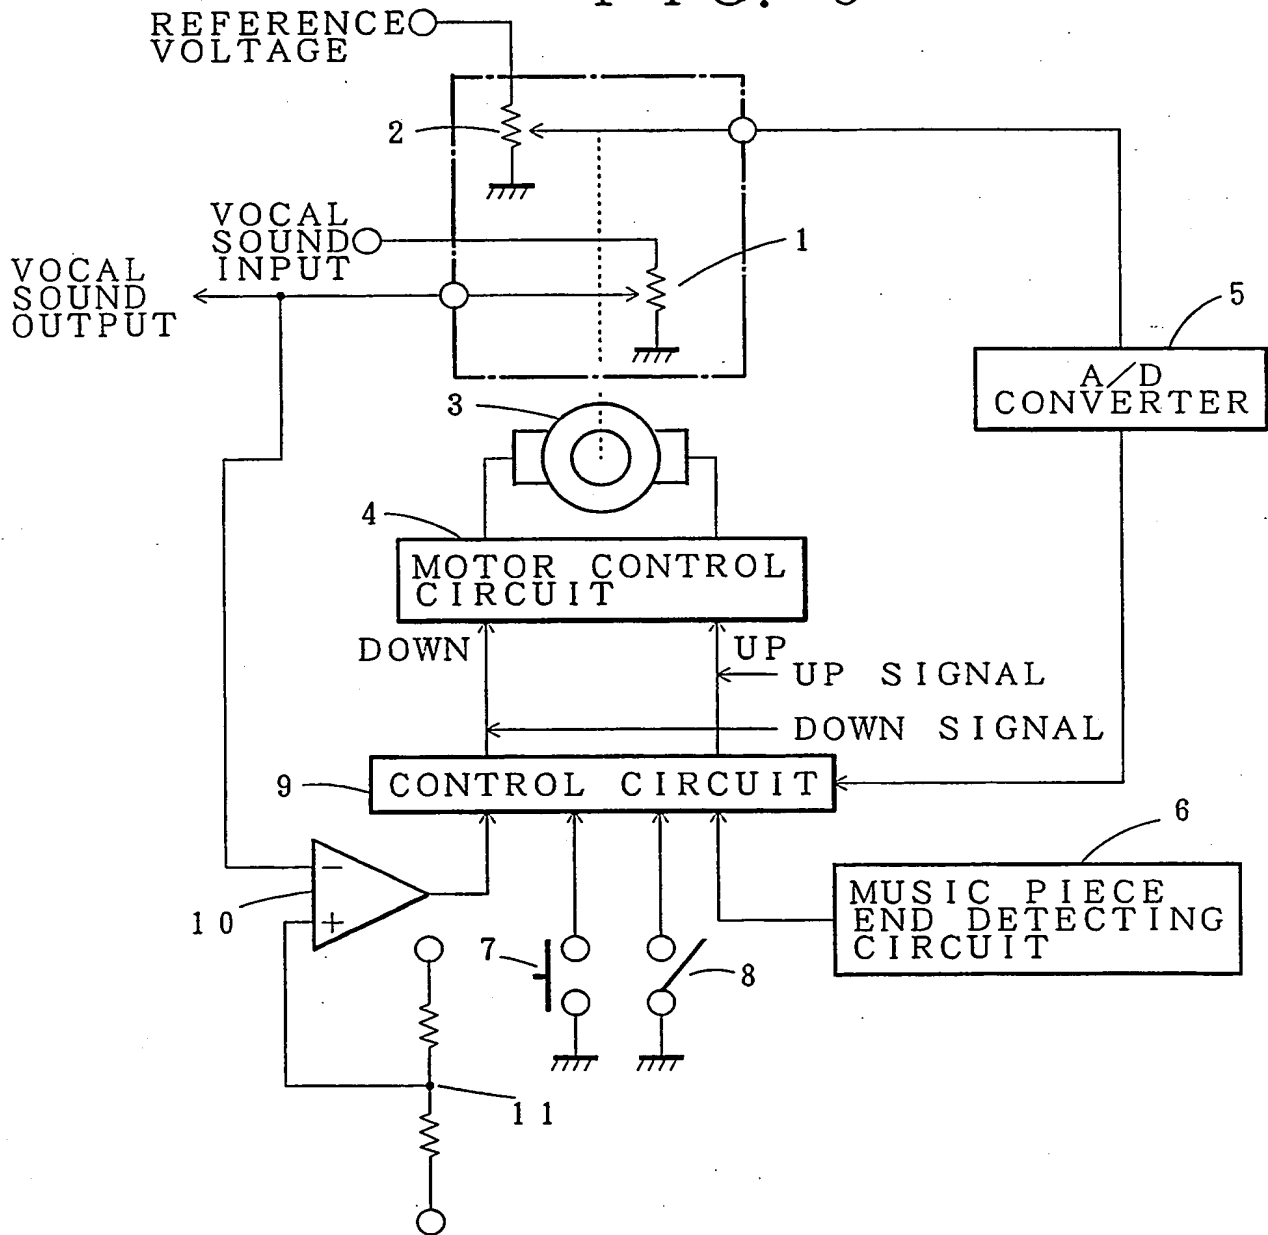 REFERENCE
VOLTAGE
2
VOCAL
SOUND
INPUT
1
VOCAL
SOUND
OUTPUT
5
A/D
CONVERTER
3
4
MOTOR CONTROL
CIRCUIT
DOWN
UP
UP SIGNAL
DOWN SIGNAL
9
CONTROL CIRCUIT
6
MUSIC PIECE
END DETECTING
CIRCUIT
-
+
10
7
8
11